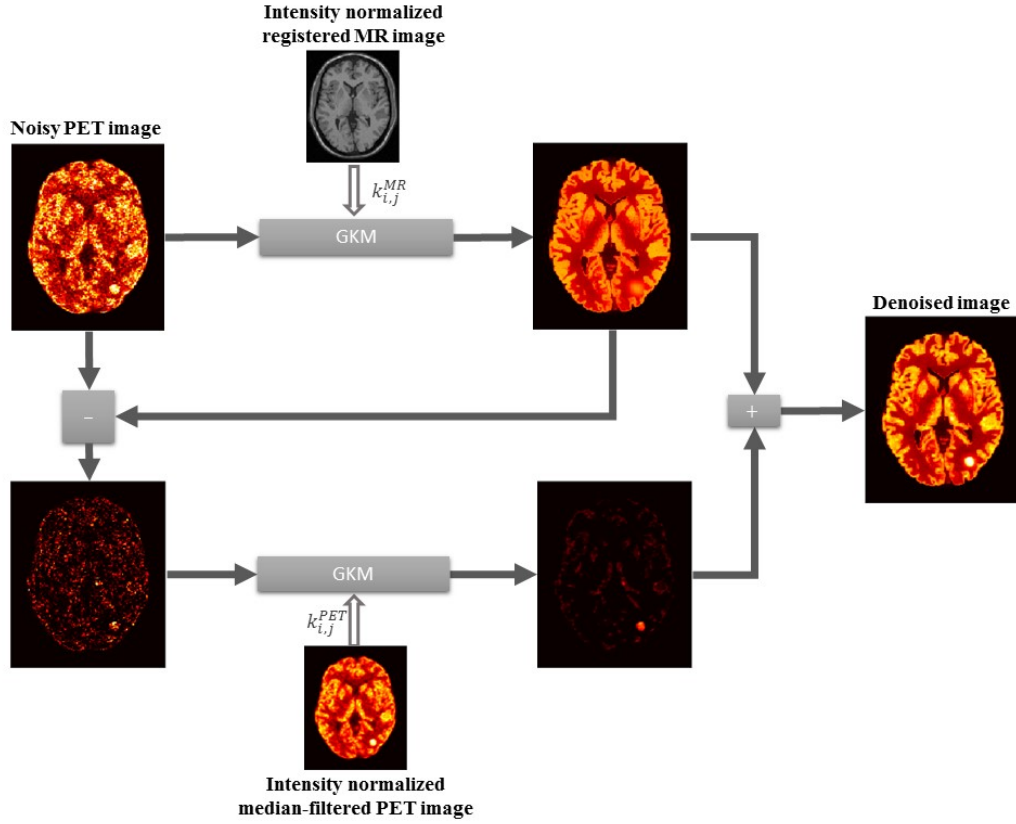 Intensity normalized
registered MR image
Noisy PET image
k_{i,j}^{MR}
GKM
Denoised image
-
+
GKM
k_{i,j}^{PET}
Intensity normalized
median-filtered PET image